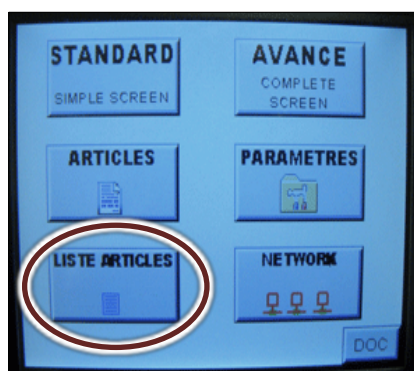 STANDARD
SIMPLE SCREEN
AVANCE
COMPLETE
SCREEN
ARTICLES
PARAMETRES
LISTE ARTICLES
NETWORK
DOC